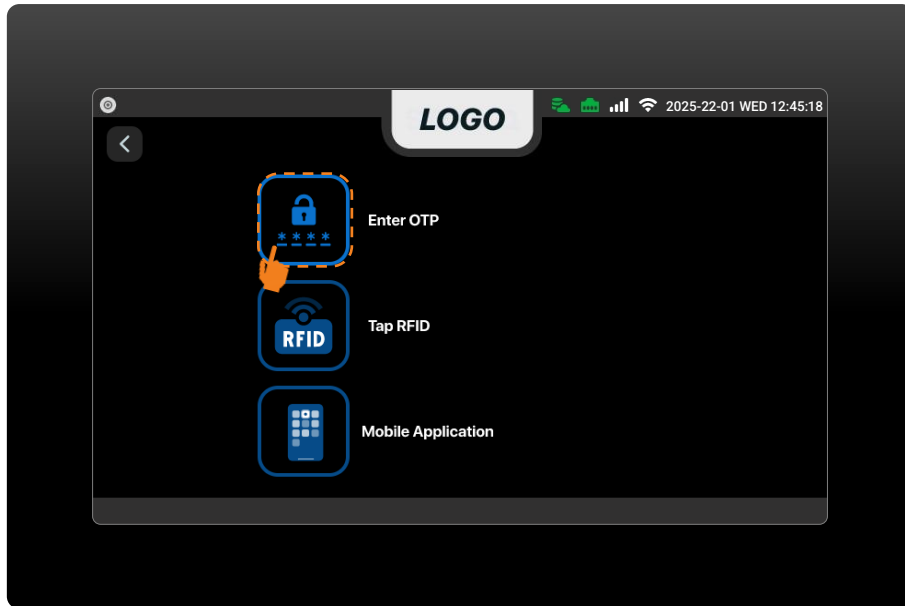 LOGO
2025-22-01 WED 12:45:18
Enter OTP
* * * *
RFID
Tap RFID
Mobile Application